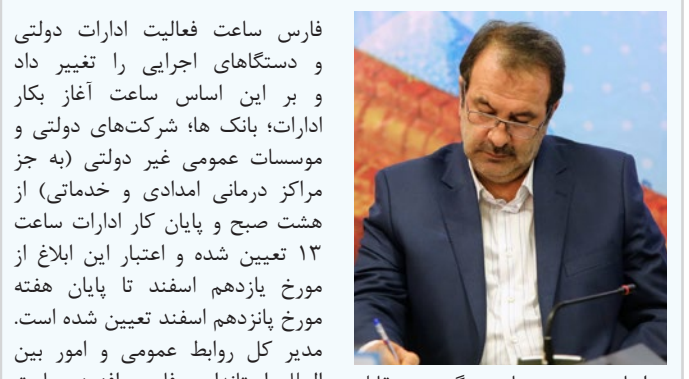 فارس ساعت فعالیت ادارات دولتی
و دستگاهای اجرایی را تغییر داد
و بر این اساس ساعت آغاز بکار
ادارات؛ بانک ها؛ شرکت‌های دولتی و
موسسات عمومی غیر دولتی (به جز
مراکز درمانی امدادی و خدماتی) از
هشت صبح و پایان کار ادارات ساعت
۱۳ تعیین شده و اعتبار این ابلاغ از
مورخ یازدهم اسفند تا پایان هفته
مورخ پانزدهم اسفند تعیین شده است.
مدیر کل روابط عمومی و امور بین